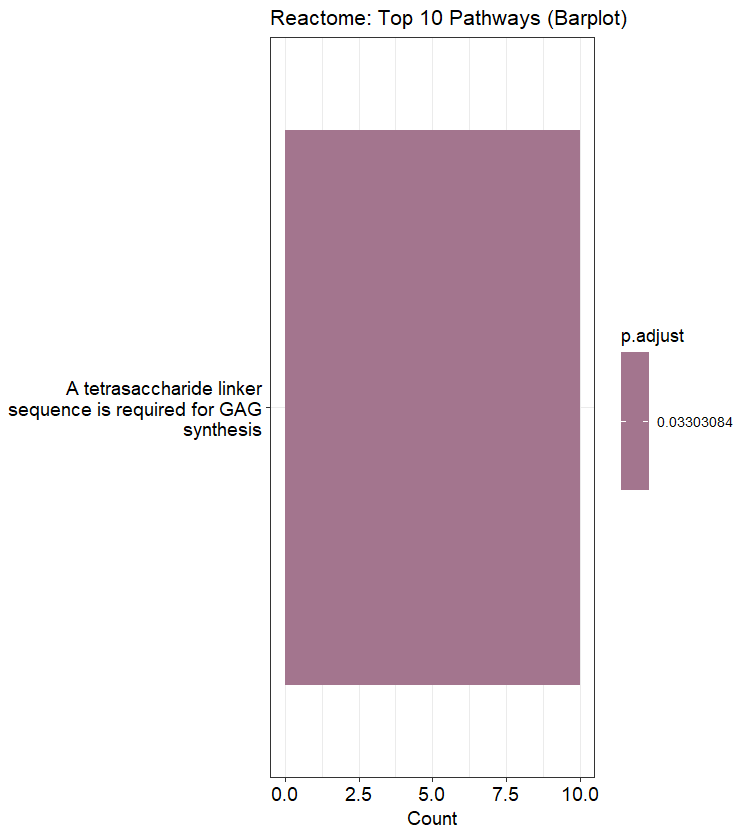 Reactome: Top 10 Pathways (Barplot)
A tetrasaccharide linker
sequence is required for GAG
synthesis
p.adjust
0.03303084
0.0 2.5 5.0 7.5 10.0
Count